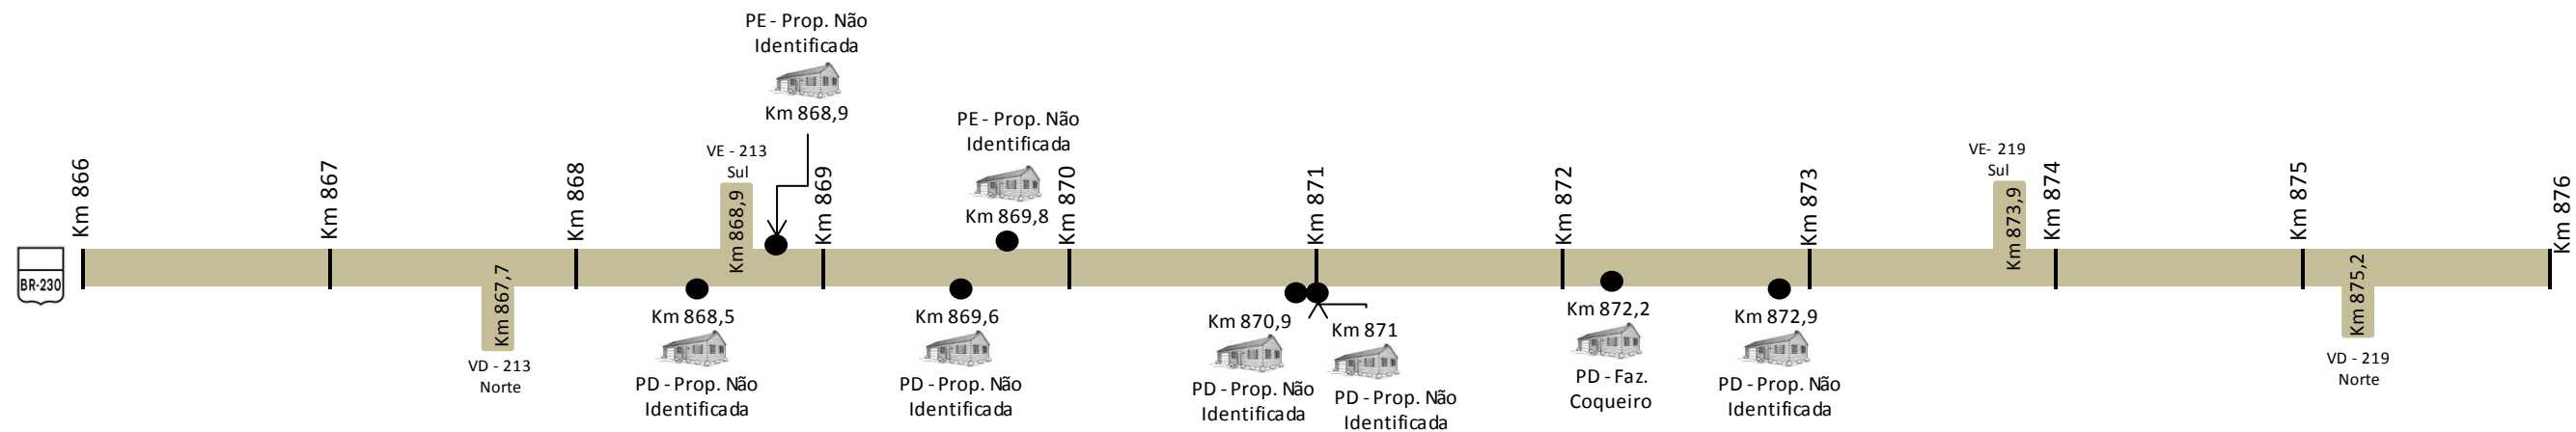 PE - Prop. Não
Identificada
Km 868,9
PE - Prop. Não
Identificada
Km 869,8
VE - 213
Sul
Km 868,9
VE- 219
Sul
Km 873,9
Km 866
Km 867
Km 868
Km 869
Km 870
Km 871
Km 872
Km 873
Km 874
Km 875
Km 876
BR-230
Km 867,7
VD - 213
Norte
Km 868,5
PD - Prop. Não
Identificada
Km 869,6
PD - Prop. Não
Identificada
Km 870,9
PD - Prop. Não
Identificada
Km 871
PD - Prop. Não
Identificada
Km 872,2
PD - Faz.
Coqueiro
Km 872,9
PD - Prop. Não
Identificada
Km 875,2
VD - 219
Norte